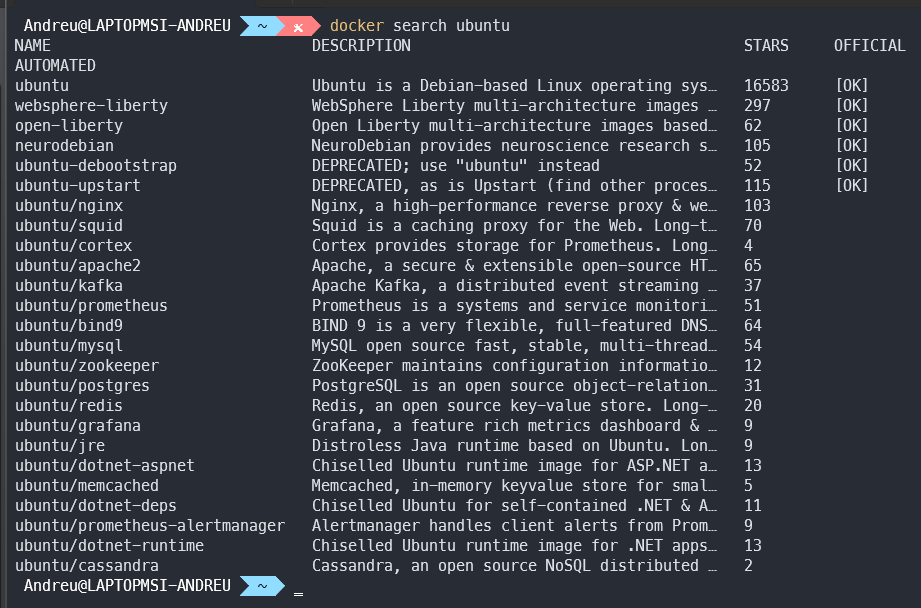 Andreu@LAPTOPMSI-ANDREU ~ x docker search ubuntu
NAME DESCRIPTION STARS OFFICIAL
AUTOMATED
ubuntu Ubuntu is a Debian-based Linux operating sys… 16583 [OK]
websphere-liberty WebSphere Liberty multi-architecture images … 297 [OK]
open-liberty Open Liberty multi-architecture images based… 62 [OK]
neurodebian NeuroDebian provides neuroscience research s… 105 [OK]
ubuntu-debootstrap DEPRECATED; use "ubuntu" instead 52 [OK]
ubuntu-upstart DEPRECATED, as is Upstart (find other proces… 115 [OK]
ubuntu/nginx Nginx, a high-performance reverse proxy & we… 103
ubuntu/squid Squid is a caching proxy for the Web. Long-t… 70
ubuntu/cortex Cortex provides storage for Prometheus. Long… 4
ubuntu/apache2 Apache, a secure & extensible open-source HT… 65
ubuntu/kafka Apache Kafka, a distributed event streaming … 37
ubuntu/prometheus Prometheus is a systems and service monitori… 51
ubuntu/bind9 BIND 9 is a very flexible, full-featured DNS… 64
ubuntu/mysql MySQL open source fast, stable, multi-thread… 54
ubuntu/zookeeper ZooKeeper maintains configuration informatio… 12
ubuntu/postgres PostgreSQL is an open source object-relation… 31
ubuntu/redis Redis, an open source key-value store. Long-… 20
ubuntu/grafana Grafana, a feature rich metrics dashboard & … 9
ubuntu/jre Distroless Java runtime based on Ubuntu. Lon… 9
ubuntu/dotnet-aspnet Chiselled Ubuntu runtime image for ASP.NET a… 13
ubuntu/memcached Memcached, in-memory keyvalue store for smal… 5
ubuntu/dotnet-deps Chiselled Ubuntu for self-contained .NET & A… 11
ubuntu/prometheus-alertmanager Alertmanager handles client alerts from Prom… 9
ubuntu/dotnet-runtime Chiselled Ubuntu runtime image for .NET apps… 13
ubuntu/cassandra Cassandra, an open source NoSQL distributed … 2
Andreu@LAPTOPMSI-ANDREU ~ _